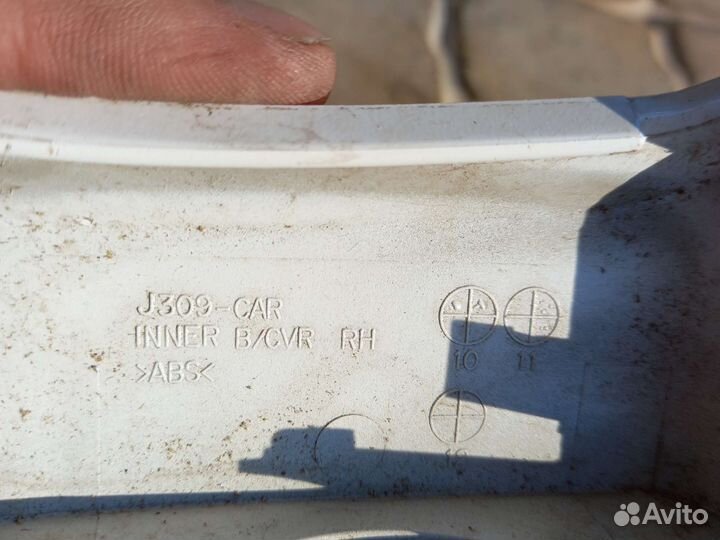 J309-CAR
INNER B/CVR RH
>ABS<
10 11
Avito